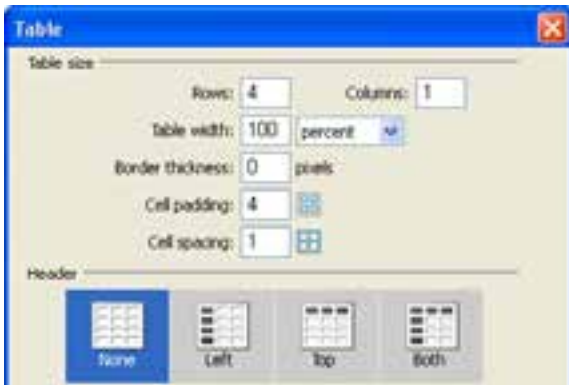 Table
Table size
Rows: 4 Columns: 1
Table width: 100 percent
Border thickness: 0 pixels
Cell padding: 4
Cell spacing: 1
Header
None Left Top Both